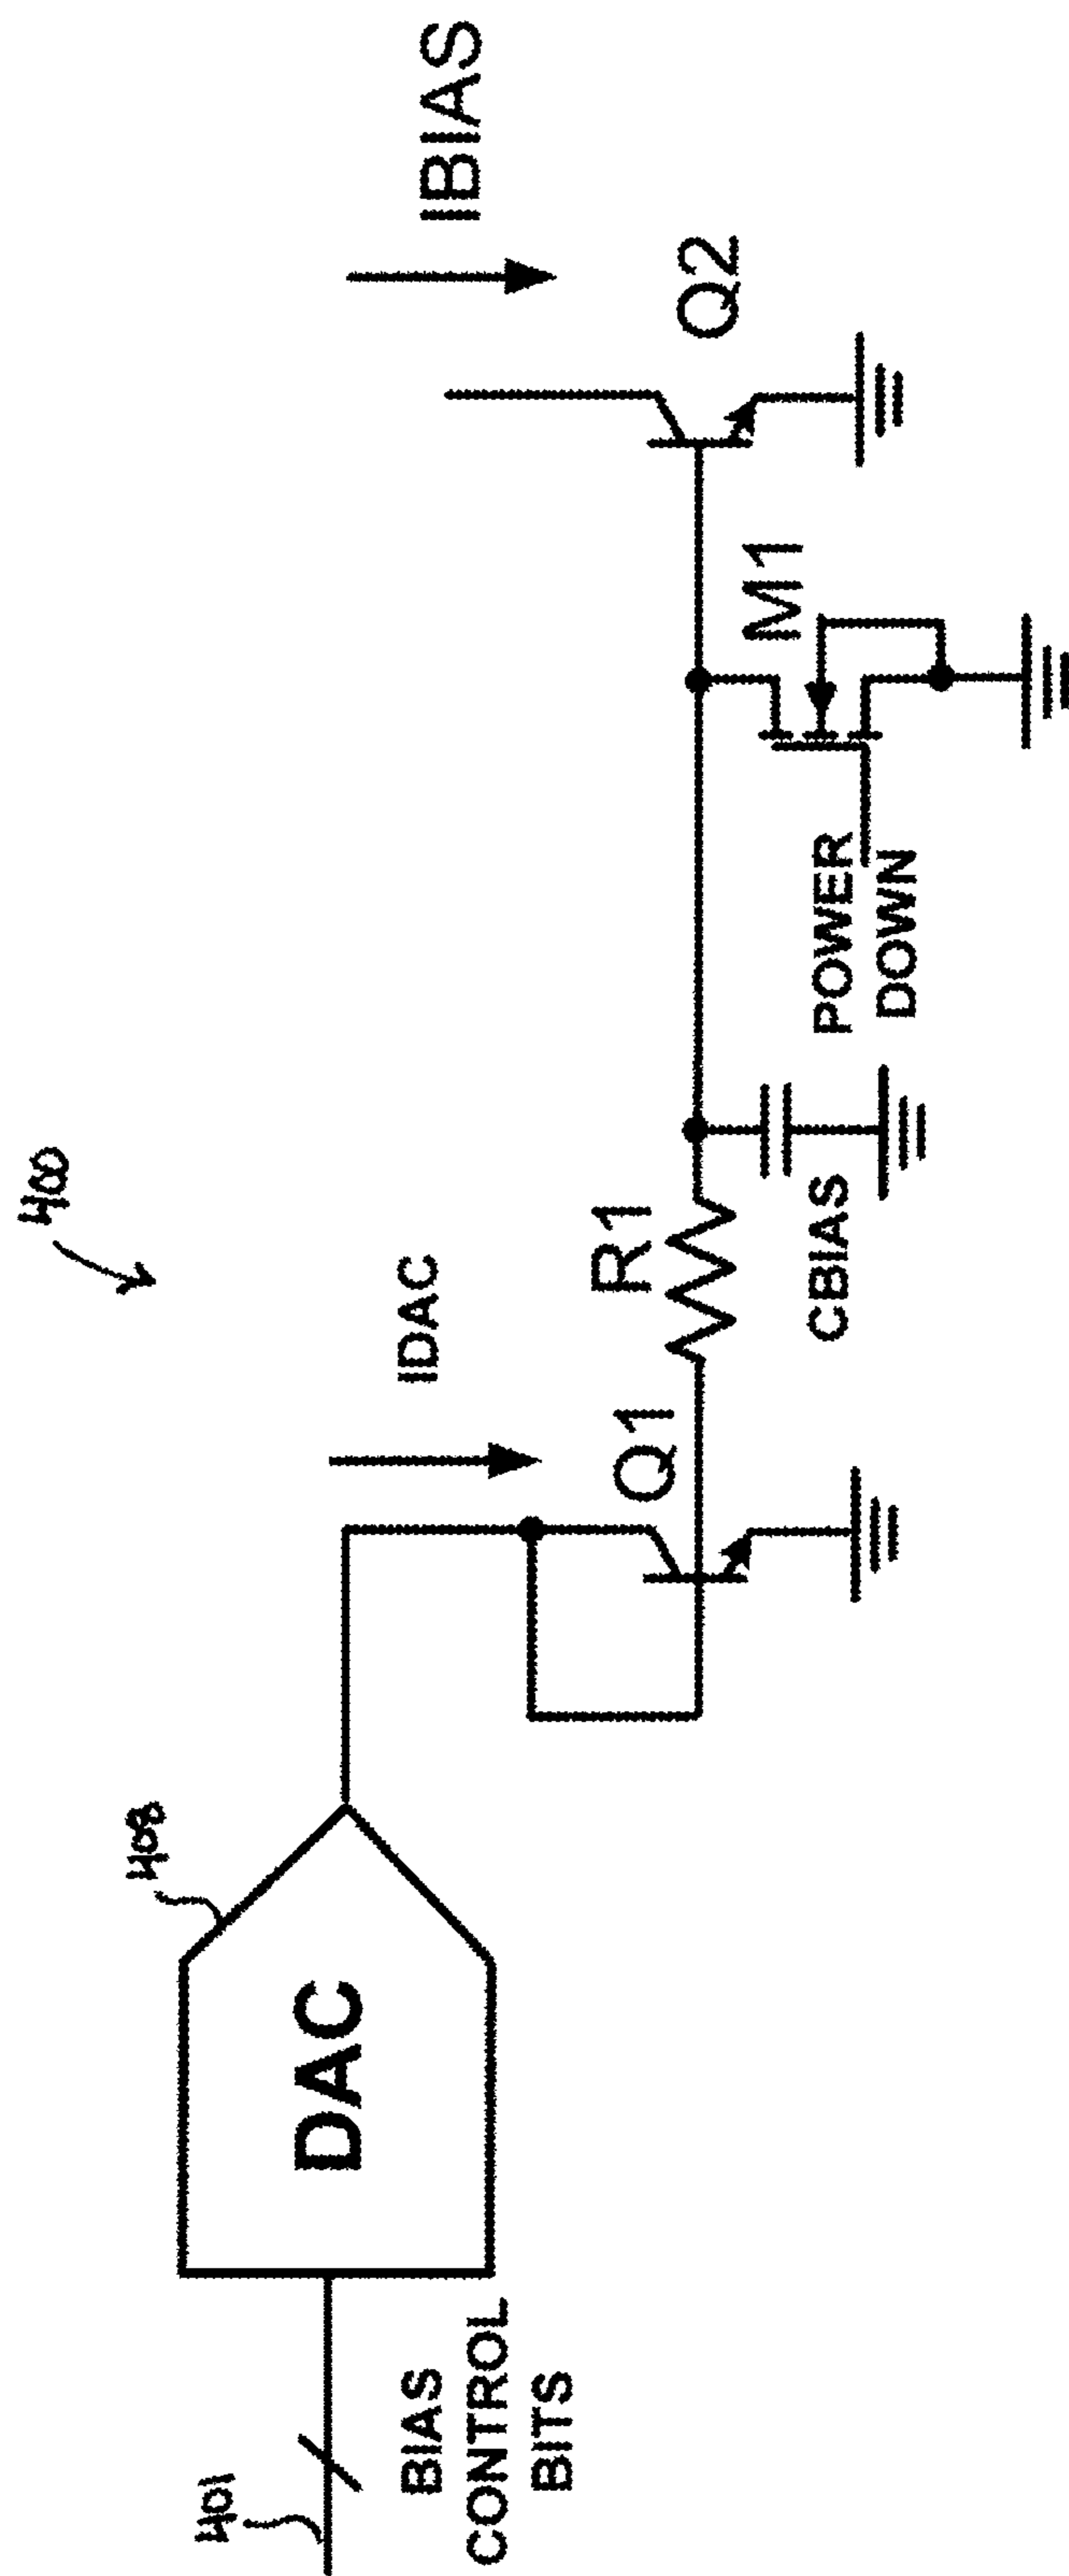 400
401
BIAS
CONTROL
BITS
408
DAC
IDAC
Q1
R1
CBIAS
POWER
DOWN
M1
Q2
IBIAS